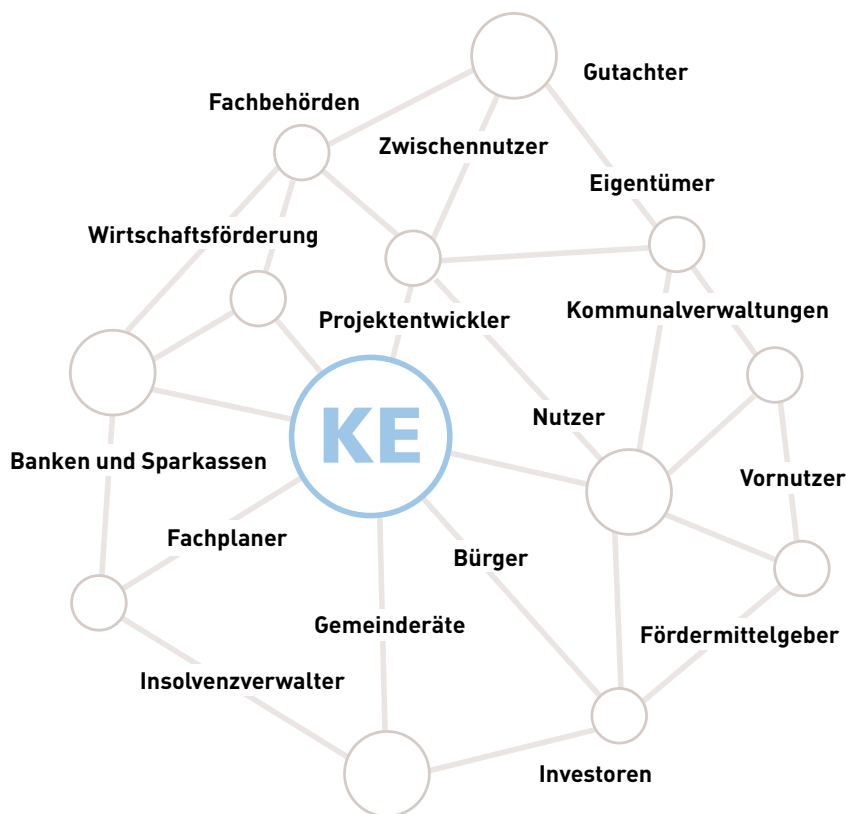 Gutachter
Fachbehörden
Zwischennutzer
Eigentümer
Wirtschaftsförderung
Kommunalverwaltungen
Projektentwickler
Nutzer
KE
Banken und Sparkassen
Vornutzer
Fachplaner
Bürger
Gemeinderäte
Fördermittelgeber
Insolvenzverwalter
Investoren